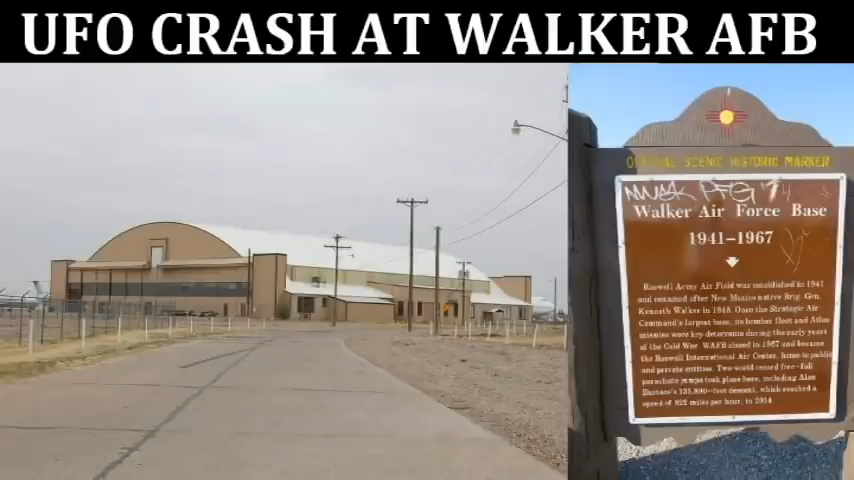 UFO CRASH AT WALKER AFB
OFFICIAL SCENIC HISTORIC MARKER
Walker Air Force Base
1941–1967
Roswell Army Air Field was established in 1941
and renamed after New Mexico native Brig. Gen.
Kenneth Walker in 1948. Once the Strategic Air
Command's largest base, its bomber fleet and Atlas
missiles were key deterrents during the early years
of the Cold War. WAFB closed in 1967 and became
the Roswell International Air Center, home to public
and private entities. Two world record free-fall
parachute jumps took place here, including Alan
Eustace's 135,890-foot descent, which reached a
speed of 822 miles per hour, in 2014.